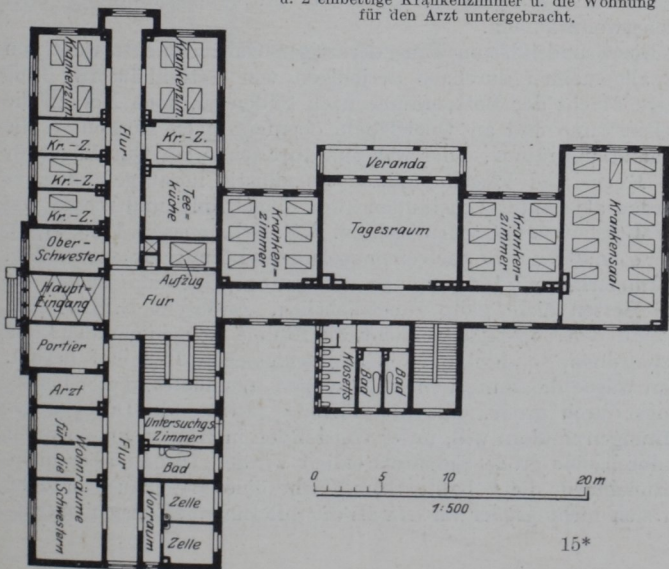 u. 2 einbettige Krankenzimmer u. die Wohnung
für den Arzt untergebracht.
Krankenzim.
Flur
Krankenzim.
Kr.-Z.
Kr.-Z.
Kr.-Z.
Kr.-Z.
Tee=
küche
Ober-
Schwester
Haupt-
Eingang
Aufzug
Flur
Portier
Arzt
Wohnräume
für die
Schwestern
Flur
Untersuchgs
Zimmer
Bad
Vorraum
Zelle
Zelle
Kranken-
zimmer
Veranda
Tagesraum
Kranken-
zimmer
Krankensaal
Klosetts
Bad
Bad
0 5 10 20 m
1:500
15*